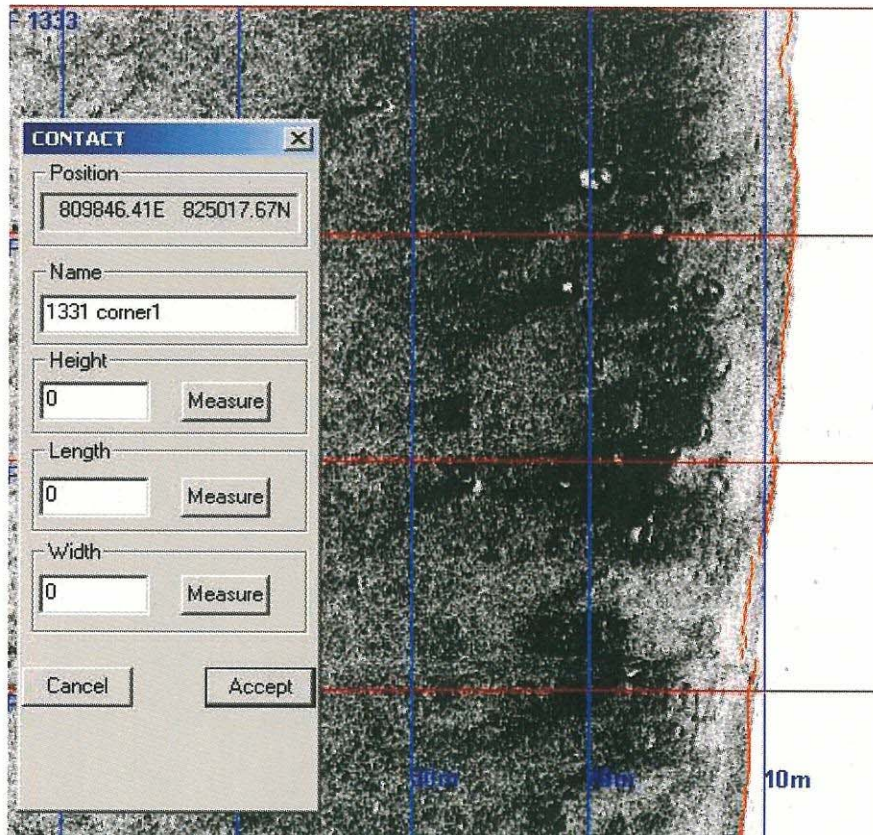 F 1333
CONTACT
Position
809846.41E 825017.67N
Name
1331 corner1
Height
0
Measure
Length
0
Measure
Width
0
Measure
Cancel
Accept
10m